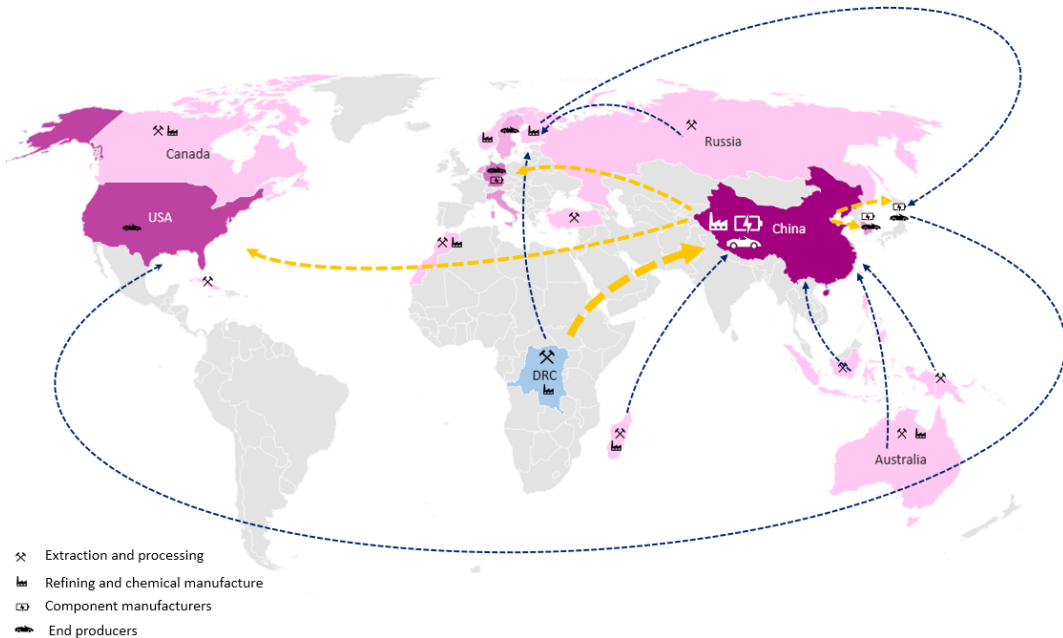 Canada
Russia
USA
China
DRC
Australia
Extraction and processing
Refining and chemical manufacture
Component manufacturers
End producers